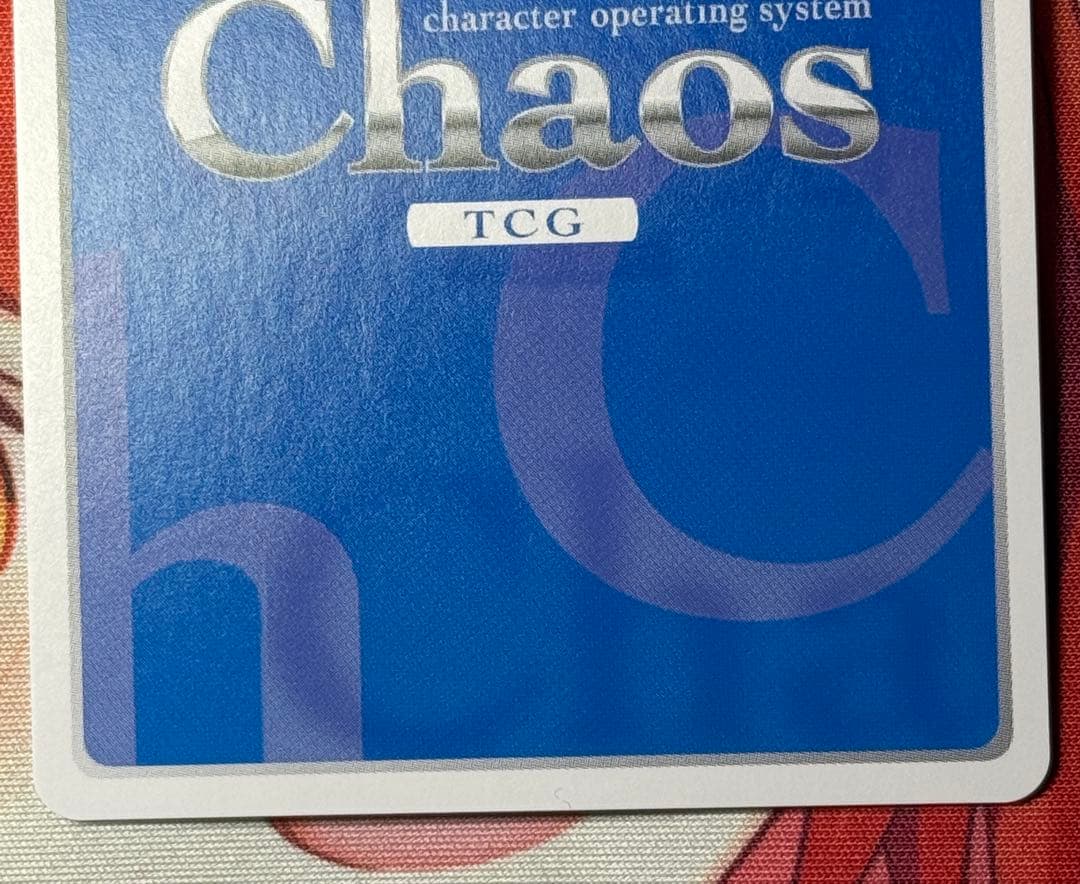 character operating system
Chaos
TCG
h C